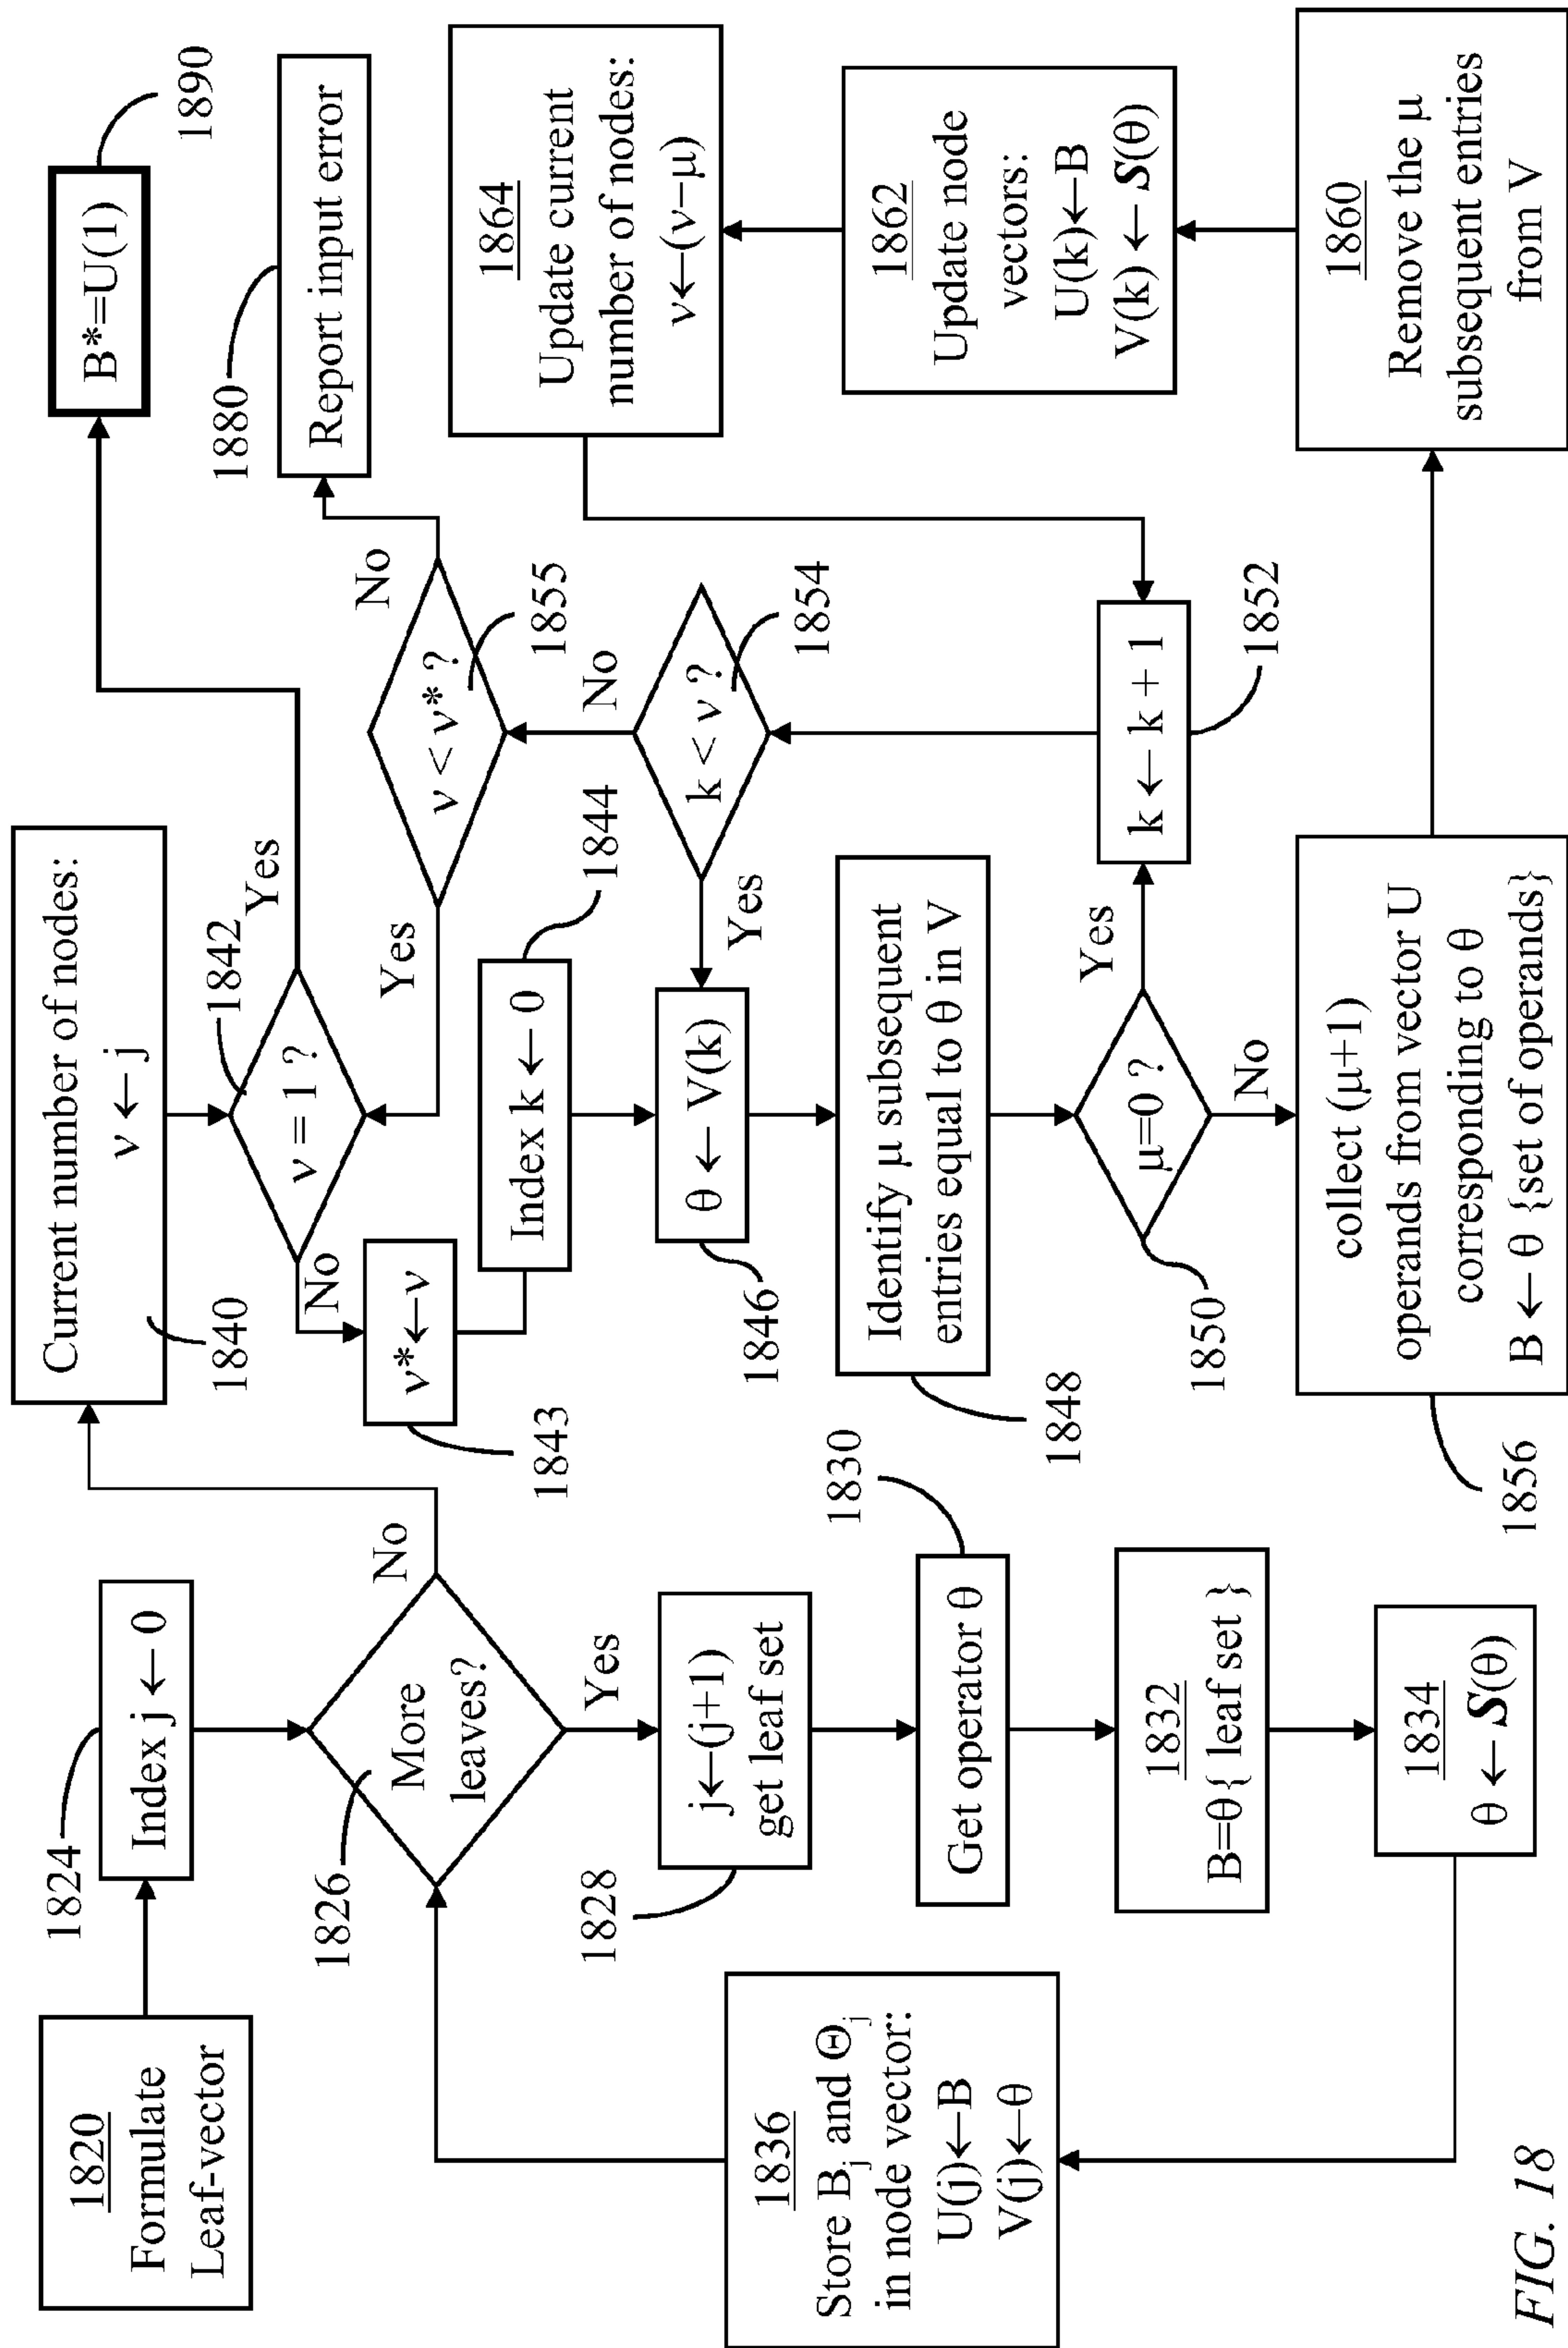 1820
Formulate
Leaf-vector
1824
Index j ← 0
1826
More
leaves?
No
Yes
1828
j←(j+1)
get leaf set
1830
Get operator θ
1832
B=θ{ leaf set }
1834
θ ← S(θ)
1836
Store Bj and Θj
in node vector:
U(j)←B
V(j)←θ
Current number of nodes:
ν ← j
1840
1842
ν = 1 ?
Yes
No
1843
ν*←ν
1844
Index k ← 0
1846
θ ← V(k)
1848
Identify μ subsequent
entries equal to θ in V
1850
μ=0 ?
Yes
No
1856
collect (μ+1)
operands from vector U
corresponding to θ
B ← θ {set of operands}
1852
k ← k + 1
1854
k < ν ?
Yes
No
1855
ν < ν* ?
Yes
No
1880
Report input error
1890
B*=U(1)
1864
Update current
number of nodes:
ν←(ν−μ)
1862
Update node
vectors:
U(k)←B
V(k) ← S(θ)
1860
Remove the μ
subsequent entries
from V
FIG. 18